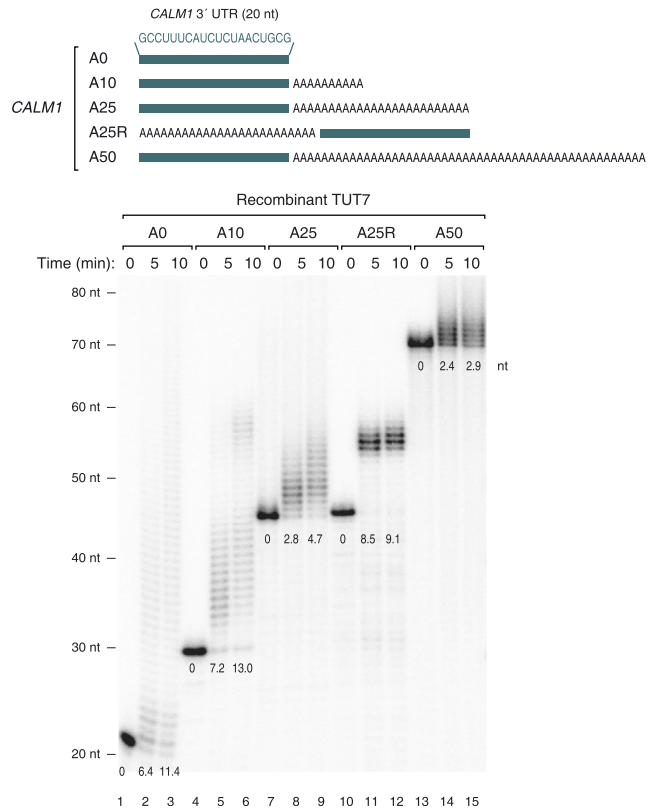 CALM1 3´ UTR (20 nt)
GCCUUUCAUCUCUAACUGCG
A0
A10 AAAAAAAAAA
CALM1 A25 AAAAAAAAAAAAAAAAAAAAAAAAA
A25R AAAAAAAAAAAAAAAAAAAAAAAAA
A50 AAAAAAAAAAAAAAAAAAAAAAAAAAAAAAAAAAAAAAAAAAAAAAAAAA
Recombinant TUT7
A0 A10 A25 A25R A50
Time (min): 0 5 10 0 5 10 0 5 10 0 5 10 0 5 10
80 nt
70 nt
0 2.4 2.9 nt
60 nt
50 nt
0 2.8 4.7 0 8.5 9.1
40 nt
30 nt
0 7.2 13.0
20 nt
0 6.4 11.4
1 2 3 4 5 6 7 8 9 10 11 12 13 14 15